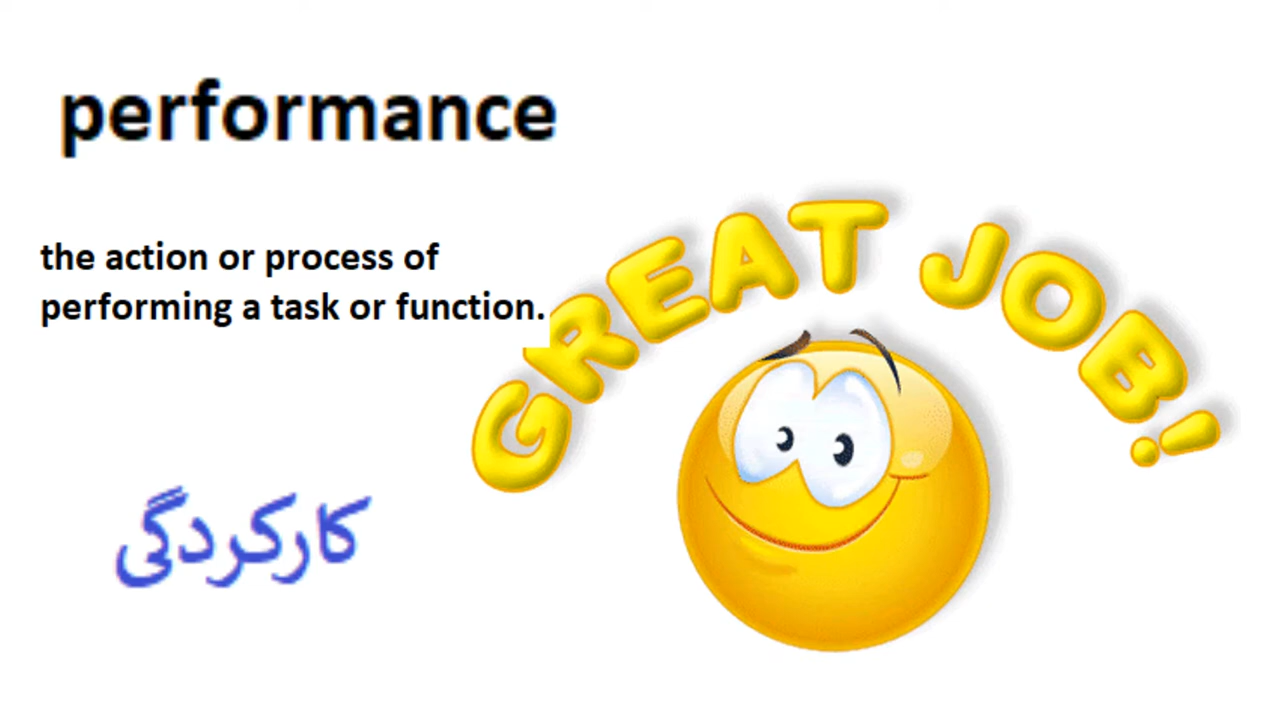 performance
the action or process of
performing a task or function.
GREAT JOB!
کارکردگی